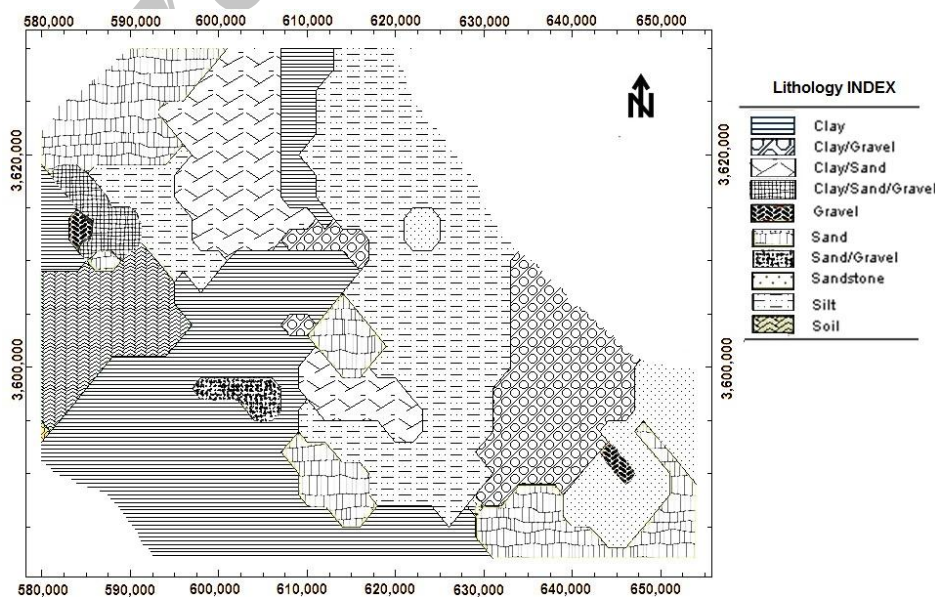 580,000 590,000 600,000 610,000 620,000 630,000 640,000 650,000
3,620,000
3,600,000
N
3,620,000
3,600,000
580,000 590,000 600,000 610,000 620,000 630,000 640,000 650,000
Lithology INDEX
Clay
Clay/Gravel
Clay/Sand
Clay/Sand/Gravel
Gravel
Sand
Sand/Gravel
Sandstone
Silt
Soil